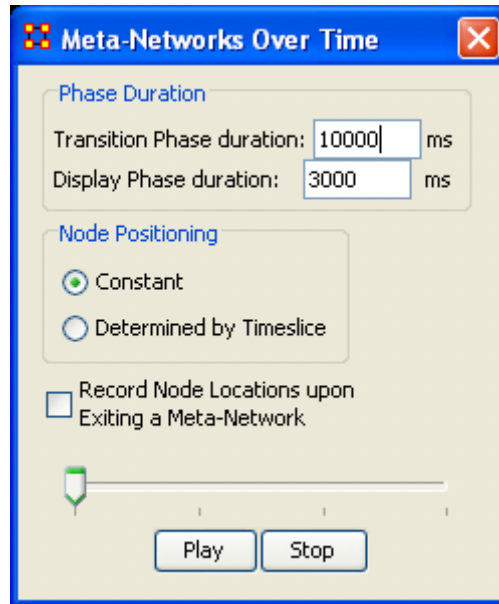 Meta-Networks Over Time
Phase Duration
Transition Phase duration: 10000 ms
Display Phase duration: 3000 ms
Node Positioning
Constant
Determined by Timeslice
Record Node Locations upon
Exiting a Meta-Network
Play Stop